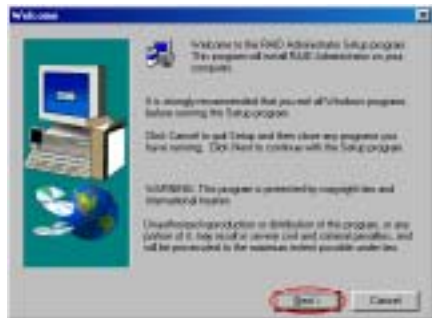 Welcome
Welcome to the RAID Administrator Setup program.
This program will install RAID Administrator on your
computer.
It is strongly recommended that you exit all Windows programs
before running this Setup program.
Click Cancel to quit Setup and then close any programs you
have running. Click Next to continue with the Setup program.
WARNING: This program is protected by copyright law and
international treaties.
Unauthorized reproduction or distribution of this program, or any
portion of it, may result in severe civil and criminal penalties, and
will be prosecuted to the maximum extent possible under law.
Next >
Cancel